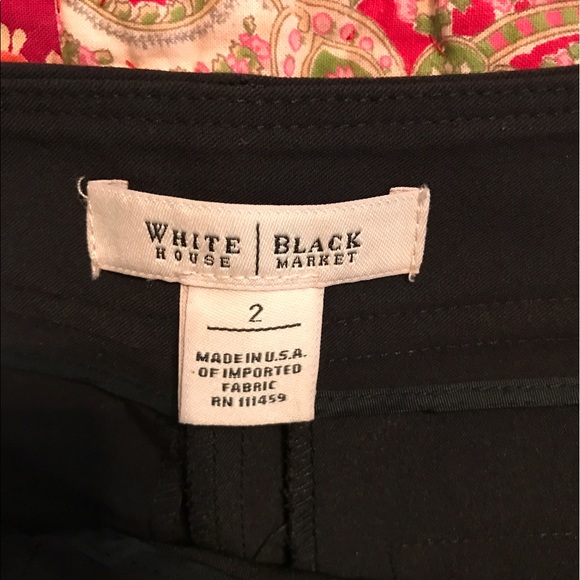 WHITE HOUSE | BLACK MARKET
2
MADE IN U.S.A.
OF IMPORTED
FABRIC
RN 111459